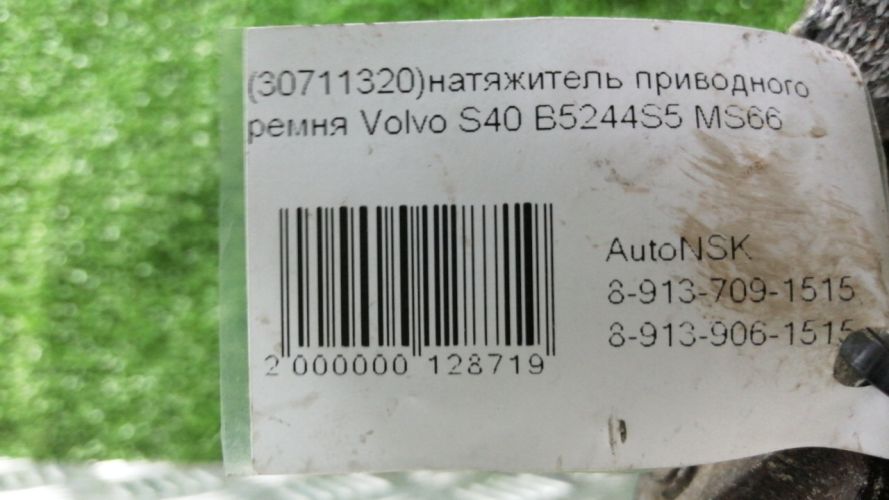 (30711320)натяжитель приводного
ремня Volvo S40 B5244S5 MS66
AutoNSK
8-913-709-1515
8-913-906-1515
2 000000 128719